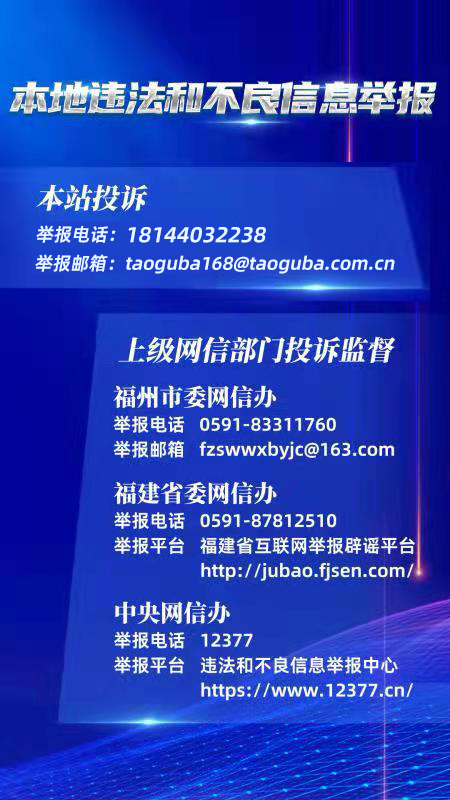 本地违法和不良信息举报
本站投诉
举报电话：18144032238
举报邮箱：taoguba168@taoguba.com.cn
上级网信部门投诉监督
福州市委网信办
举报电话 0591-83311760
举报邮箱 fzswwxbyjc@163.com
福建省委网信办
举报电话 0591-87812510
举报平台 福建省互联网举报辟谣平台
http://jubao.fjsen.com/
中央网信办
举报电话 12377
举报平台 违法和不良信息举报中心
https://www.12377.cn/